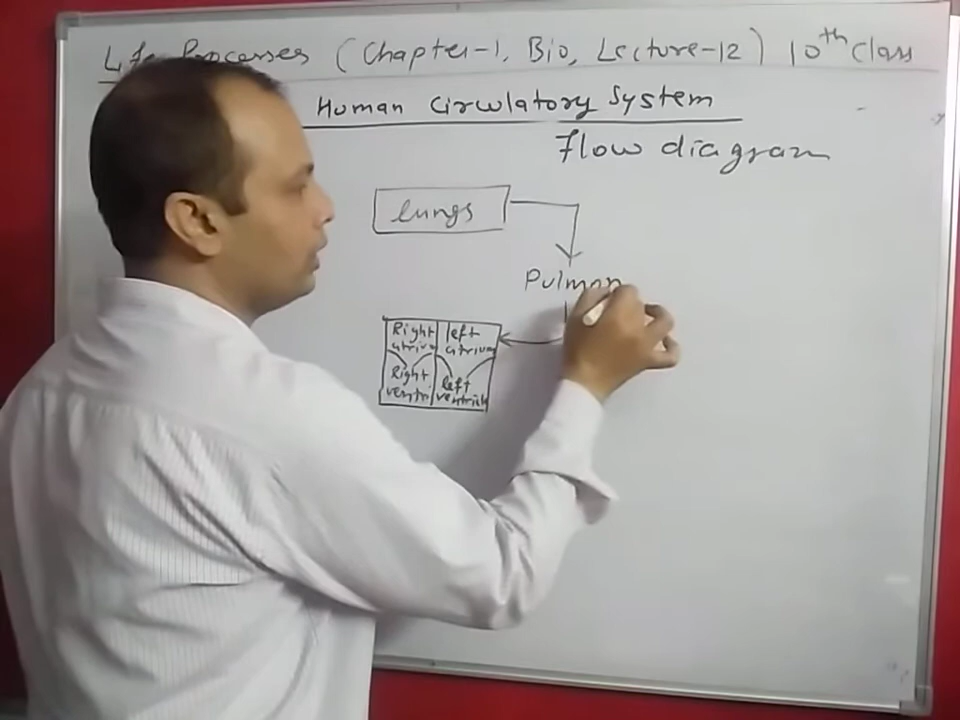 Life Processes (Chapter-1, Bio, Lecture-12) 10th Class
Human Circulatory System
Flow diagram
lungs
Pulmon
Right atrium
left atrium
Right ventri
left ventricle